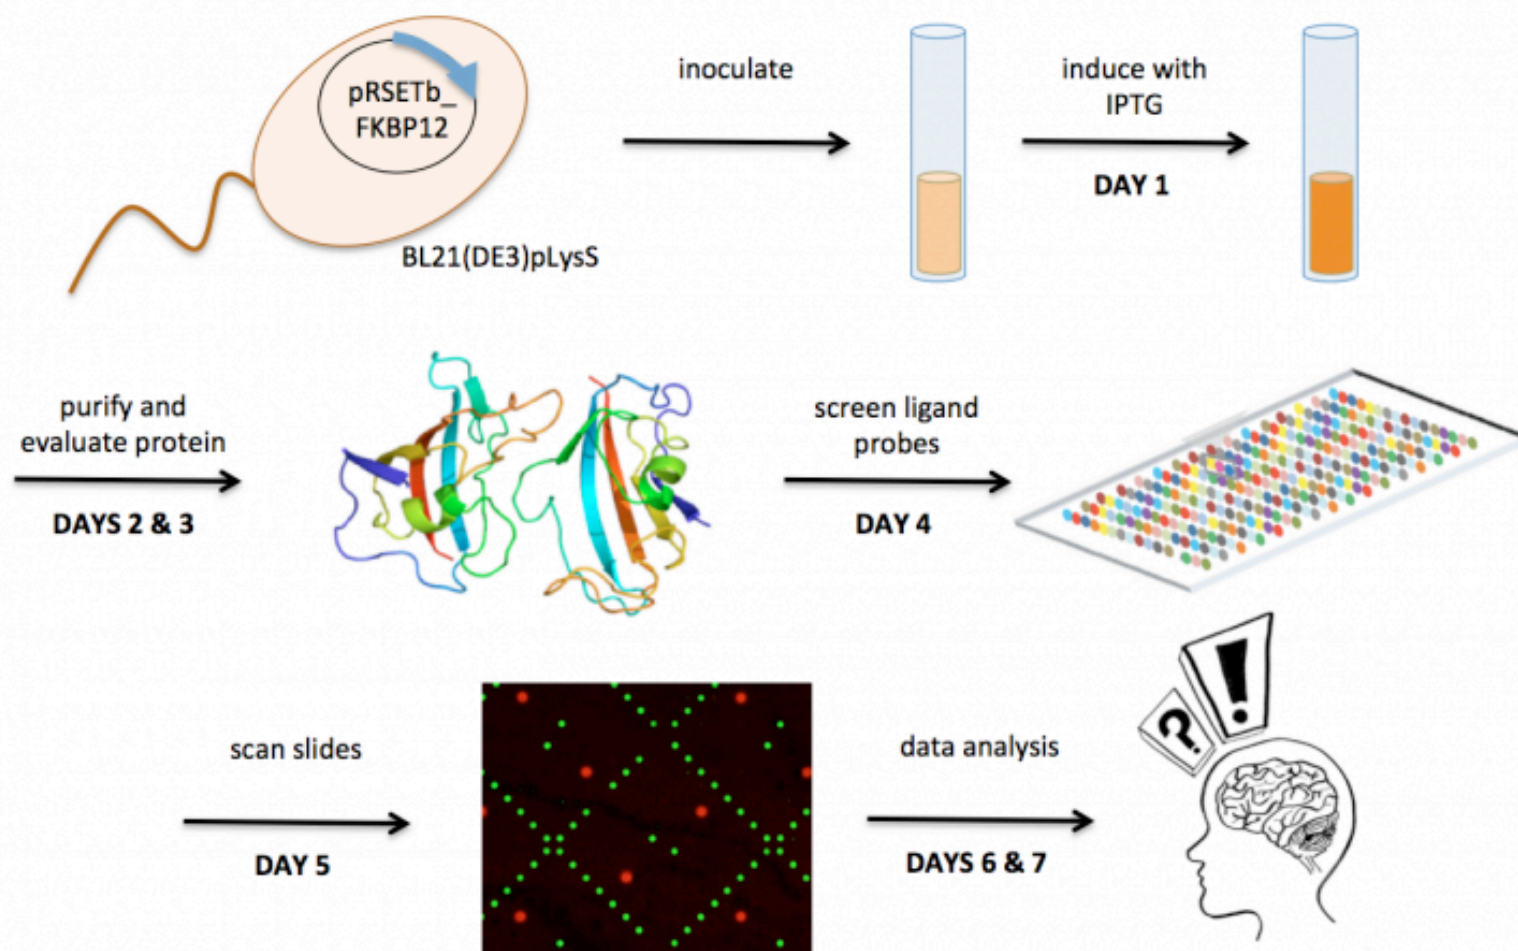 pRSETb_
FKBP12
BL21(DE3)pLysS
inoculate
induce with
IPTG
DAY 1
purify and
evaluate protein
DAYS 2 & 3
screen ligand
probes
DAY 4
scan slides
DAY 5
data analysis
DAYS 6 & 7
?
!